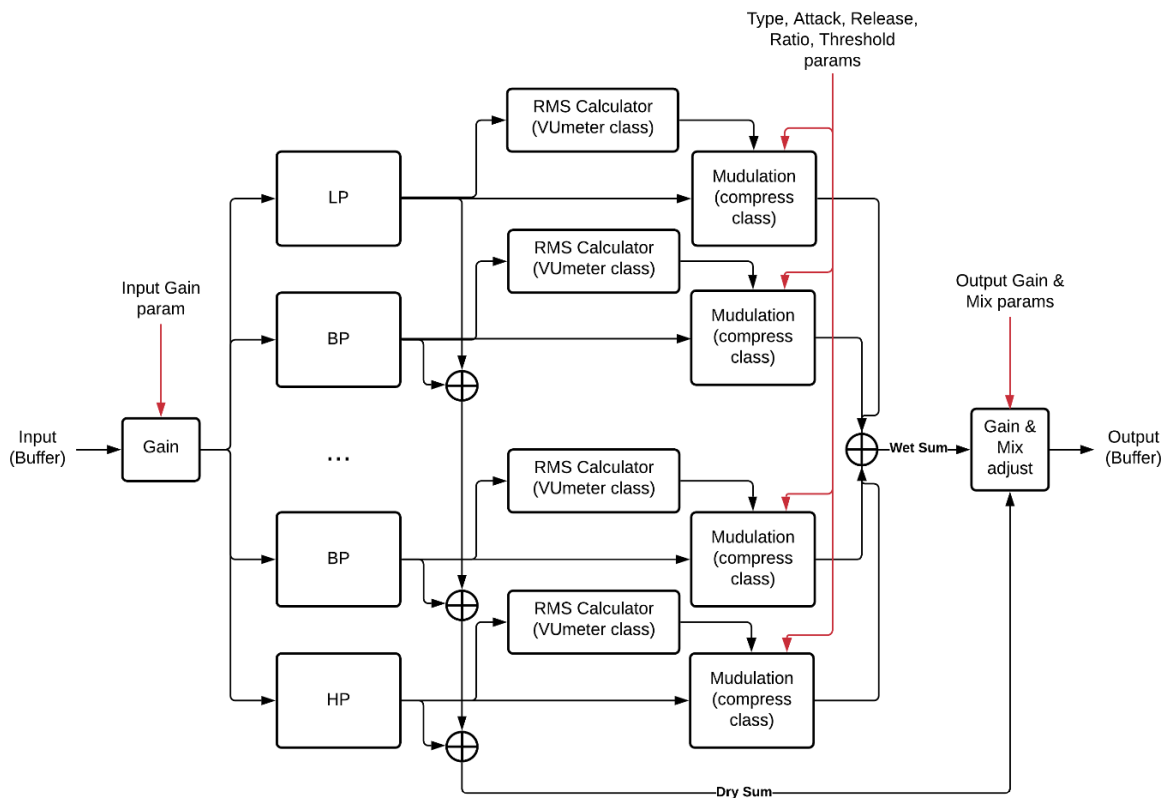 Type, Attack, Release,
Ratio, Threshold
params
RMS Calculator
(VUmeter class)
LP
Mudulation
(compress
class)
RMS Calculator
(VUmeter class)
Input Gain
param
BP
Mudulation
(compress
class)
Output Gain &
Mix params
Input
(Buffer)
Gain
...
Wet Sum
Gain &
Mix
adjust
Output
(Buffer)
RMS Calculator
(VUmeter class)
BP
Mudulation
(compress
class)
RMS Calculator
(VUmeter class)
HP
Mudulation
(compress
class)
Dry Sum